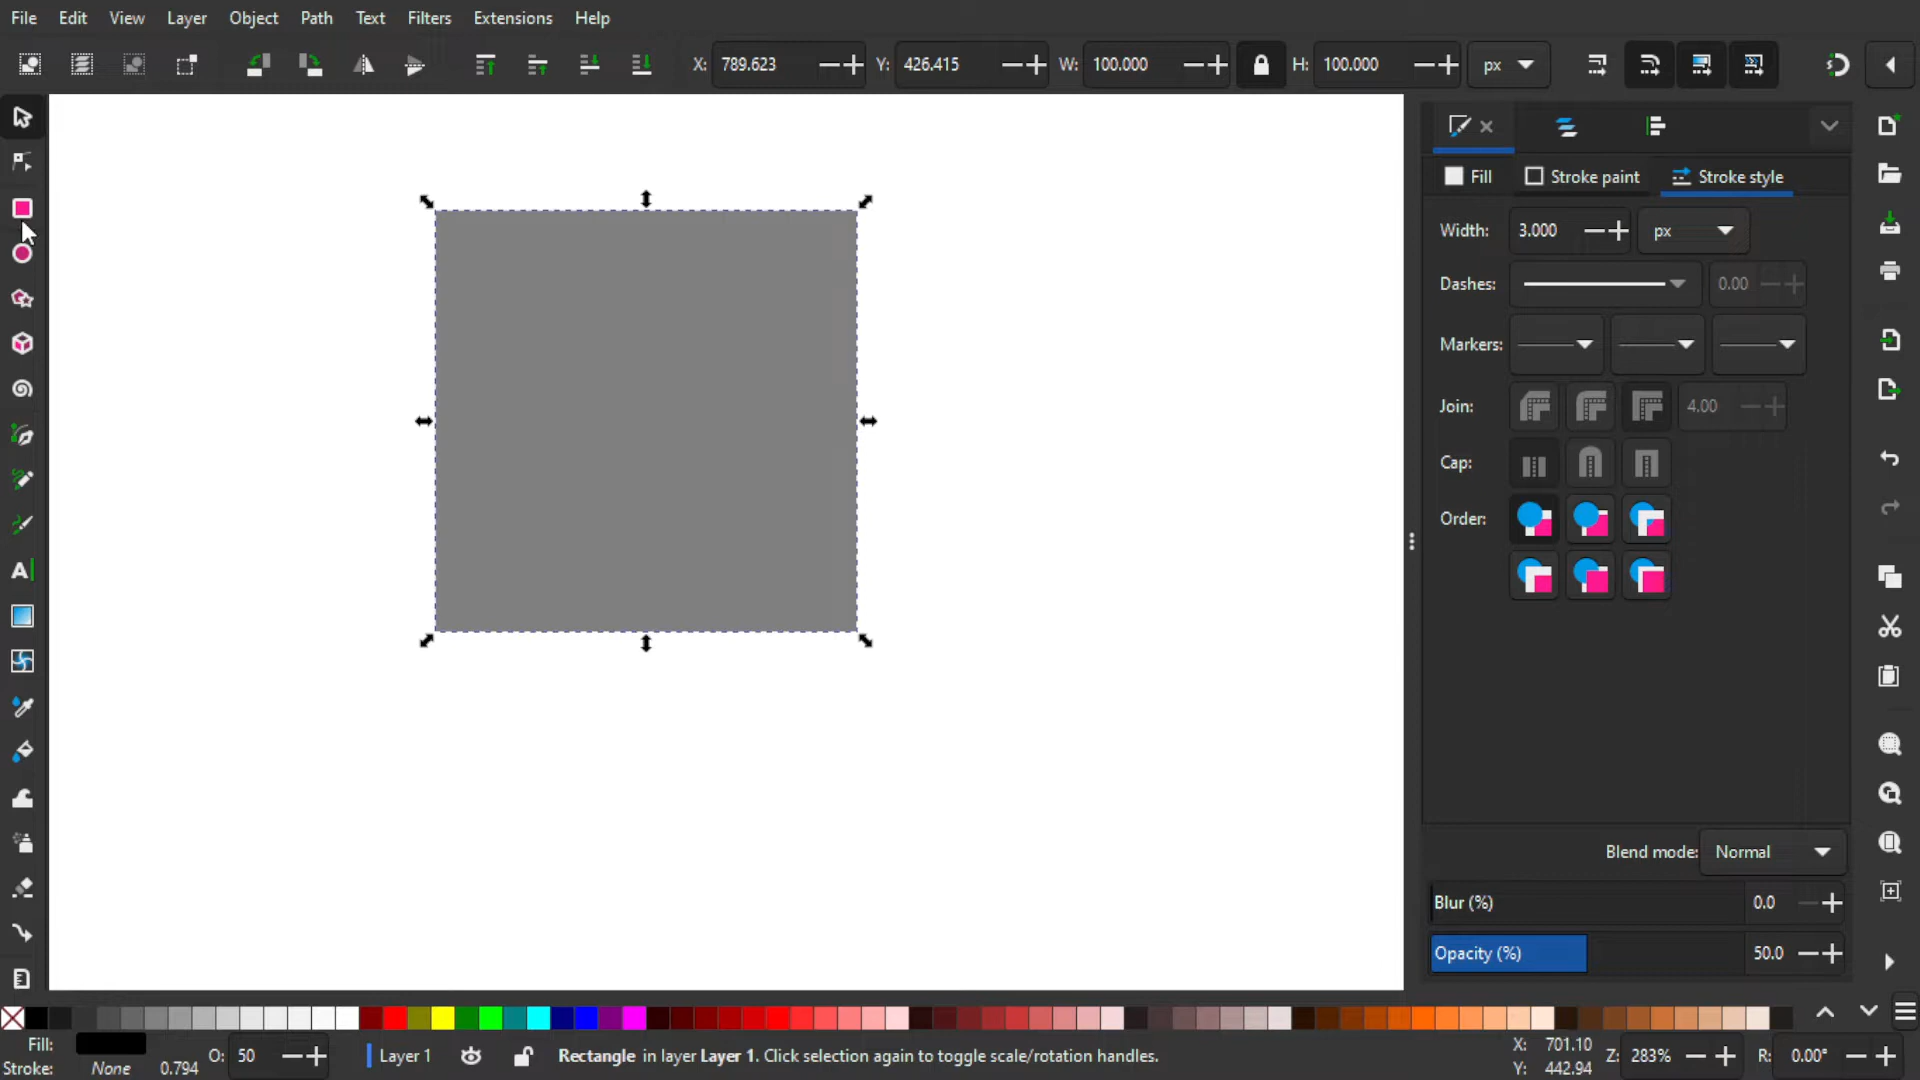 File Edit View Layer Object Path Text Filters Extensions Help
X: 789.623 Y: 426.415 W: 100.000 H: 100.000 px
Fill Stroke paint Stroke style
Width: 3.000 px
Dashes: 0.00
Markers:
Join: 4.00
Cap:
Order:
Blend mode: Normal
Blur (%) 0.0
Opacity (%) 50.0
Fill:
Stroke: None 0.794 O: 50 Layer 1 Rectangle in layer Layer 1. Click selection again to toggle scale/rotation handles. X: 701.10 Y: 442.94 Z: 283% R: 0.00°